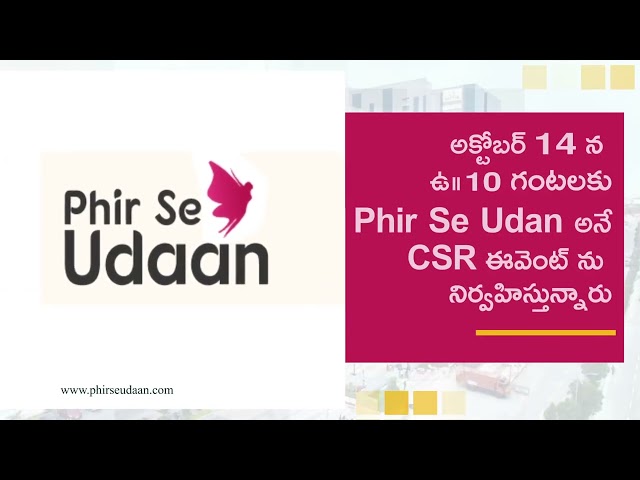 Phir Se
Udaan
www.phirseudaan.com
అక్టోబర్ 14 న
ఉ॥10 గంటలకు
Phir Se Udan అనే
CSR ఈవెంట్ ను
నిర్వహిస్తున్నారు